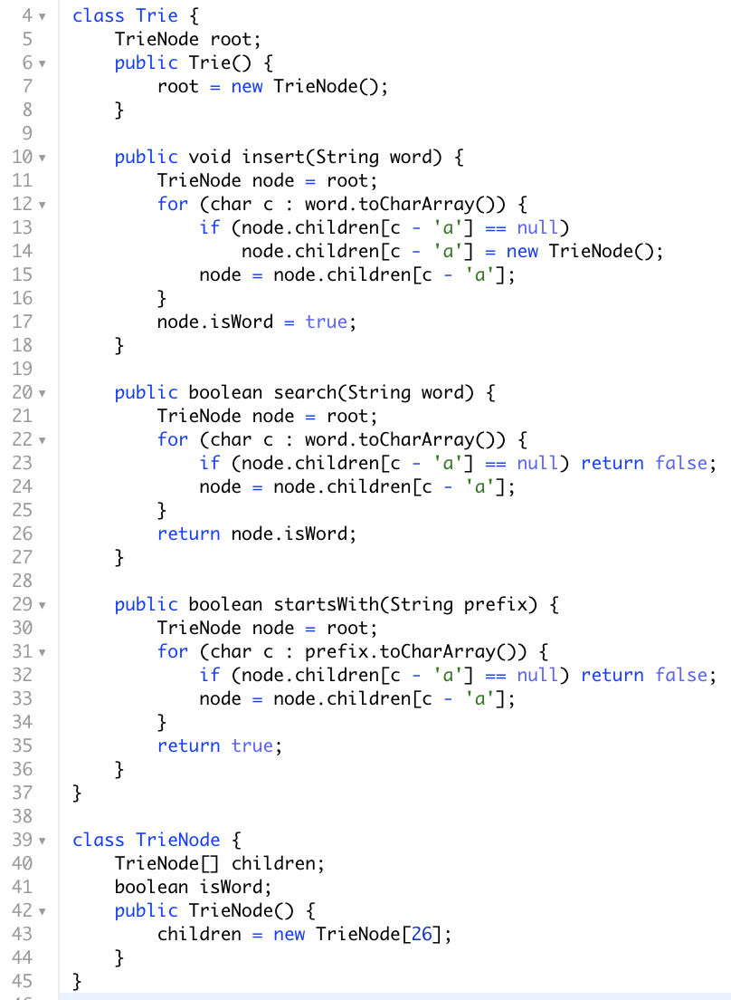 4 class Trie {
5     TrieNode root;
6     public Trie() {
7         root = new TrieNode();
8     }
9
10     public void insert(String word) {
11         TrieNode node = root;
12         for (char c : word.toCharArray()) {
13             if (node.children[c - 'a'] == null)
14                 node.children[c - 'a'] = new TrieNode();
15             node = node.children[c - 'a'];
16         }
17         node.isWord = true;
18     }
19
20     public boolean search(String word) {
21         TrieNode node = root;
22         for (char c : word.toCharArray()) {
23             if (node.children[c - 'a'] == null) return false;
24             node = node.children[c - 'a'];
25         }
26         return node.isWord;
27     }
28
29     public boolean startsWith(String prefix) {
30         TrieNode node = root;
31         for (char c : prefix.toCharArray()) {
32             if (node.children[c - 'a'] == null) return false;
33             node = node.children[c - 'a'];
34         }
35         return true;
36     }
37 }
38
39 class TrieNode {
40     TrieNode[] children;
41     boolean isWord;
42     public TrieNode() {
43         children = new TrieNode[26];
44     }
45 }